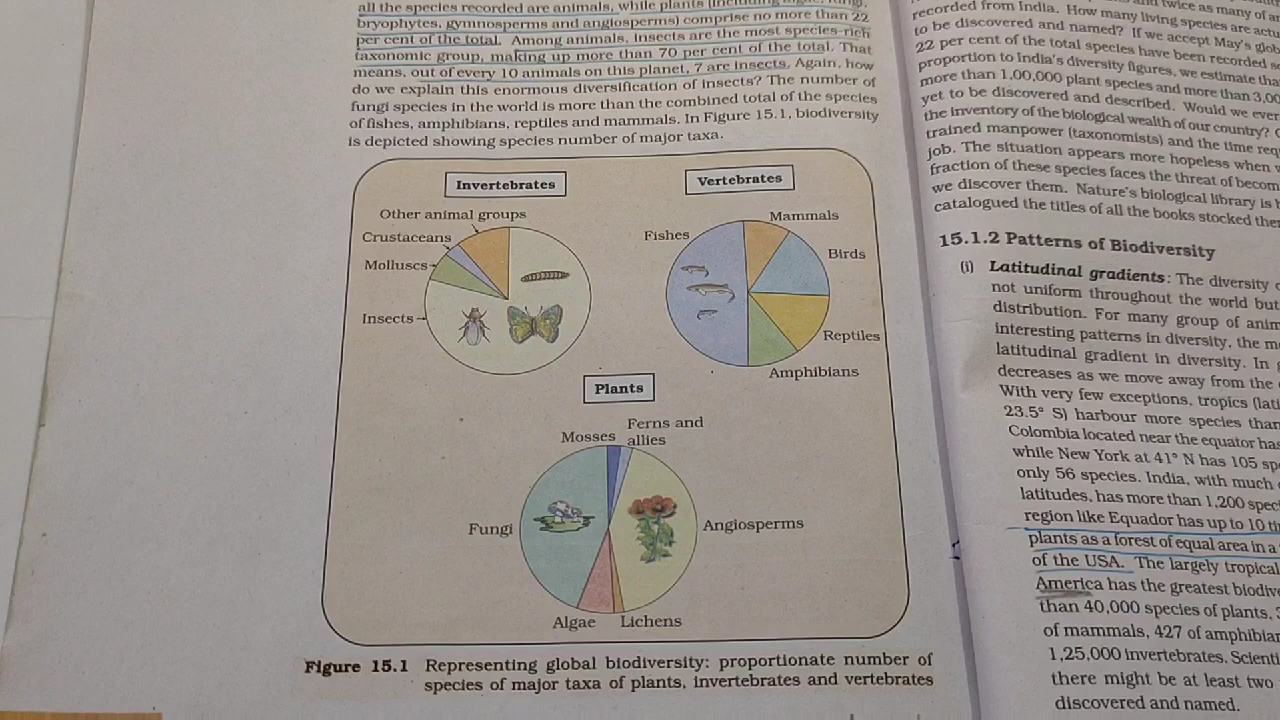 all the species recorded are animals, while plants (including algae, fungi,
bryophytes, gymnosperms and angiosperms) comprise no more than 22
per cent of the total. Among animals, insects are the most species-rich
taxonomic group, making up more than 70 per cent of the total. That
means, out of every 10 animals on this planet, 7 are insects. Again, how
do we explain this enormous diversification of insects? The number of
fungi species in the world is more than the combined total of the species
of fishes, amphibians, reptiles and mammals. In Figure 15.1, biodiversity
is depicted showing species number of major taxa.
Invertebrates
Other animal groups
Crustaceans
Molluscs
Insects
Vertebrates
Mammals
Fishes
Birds
Reptiles
Amphibians
Plants
Ferns and
Mosses allies
Fungi
Angiosperms
Algae
Lichens
Figure 15.1 Representing global biodiversity: proportionate number of
species of major taxa of plants, invertebrates and vertebrates
and twice as many of
recorded from India. How many living species are
to be discovered and named? If we accept May's
22 per cent of the total species have been recorded
proportion to India's diversity figures, we estimate
more than 1,00,000 plant species and more than
yet to be discovered and described. Would we ever
the inventory of the biological wealth of our country?
trained manpower (taxonomists) and the time
job. The situation appears more hopeless when
fraction of these species faces the threat of
we discover them. Nature's biological library is
catalogued the titles of all the books stocked
15.1.2 Patterns of Biodiversity
(i) Latitudinal gradients: The diversity
not uniform throughout the world but
distribution. For many group of
interesting patterns in diversity, the
latitudinal gradient in diversity. In
decreases as we move away from the
With very few exceptions, tropics
23.5° S) harbour more species than
Colombia located near the equator has
while New York at 41° N has 105
only 56 species. India, with much
latitudes, has more than 1,200
region like Equador has up to 10
plants as a forest of equal area in a
of the USA. The largely tropical
America has the greatest
than 40,000 species of plants,
of mammals, 427 of
1,25,000 invertebrates.
there might be at least two
discovered and named.